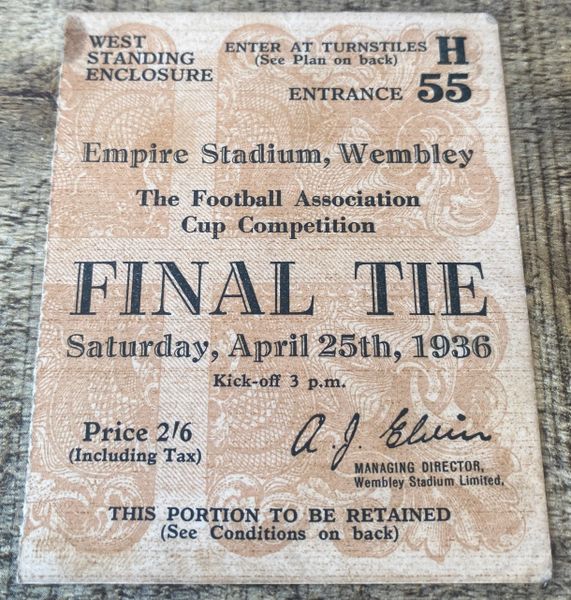 WEST
STANDING
ENCLOSURE
ENTER AT TURNSTILES H
(See Plan on back)
ENTRANCE 55
Empire Stadium, Wembley
The Football Association
Cup Competition
FINAL TIE
Saturday, April 25th, 1936
Kick-off 3 p.m.
Price 2/6
(Including Tax)
A. J. Elvin
MANAGING DIRECTOR,
Wembley Stadium Limited.
THIS PORTION TO BE RETAINED
(See Conditions on back)